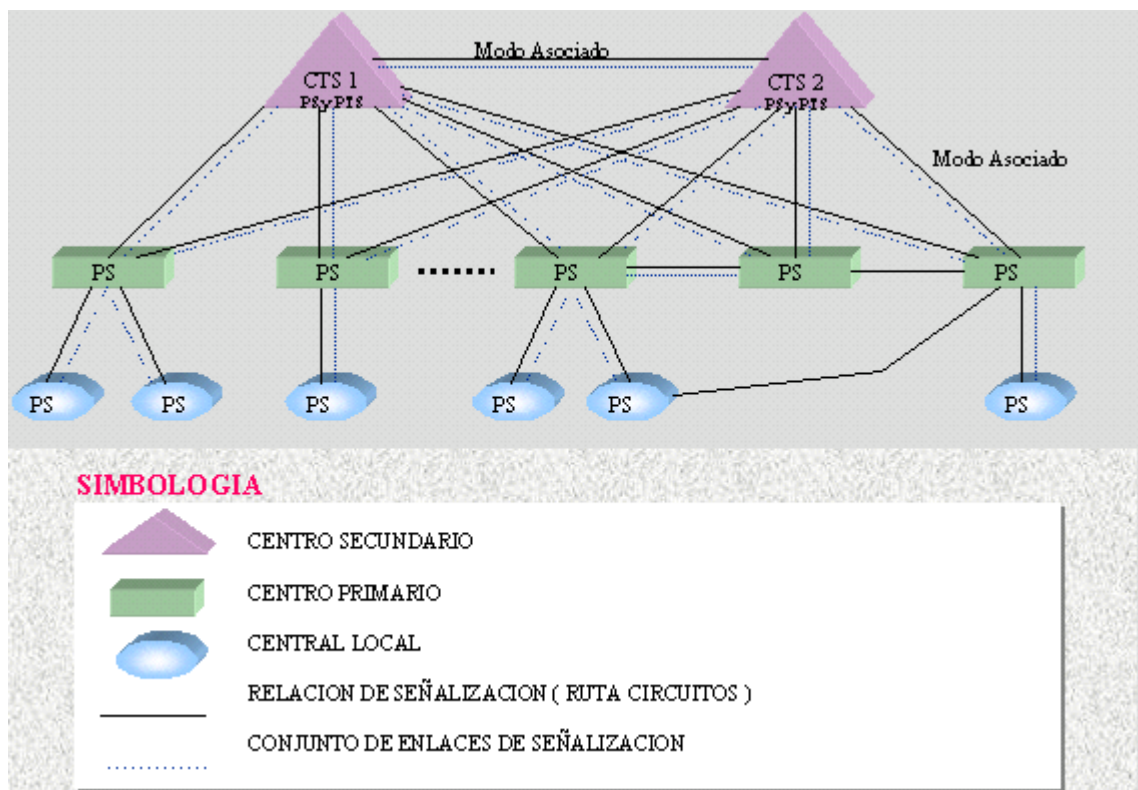 Modo Asociado
CTS 1
PSyPTS
CTS 2
PSyPTS
Modo Asociado
PS
PS
PS
PS
PS
PS
PS
PS
PS
PS
PS
SIMBOLOGIA
CENTRO SECUNDARIO
CENTRO PRIMARIO
CENTRAL LOCAL
RELACION DE SEÑALIZACION ( RUTA CIRCUITOS )
CONJUNTO DE ENLACES DE SEÑALIZACION